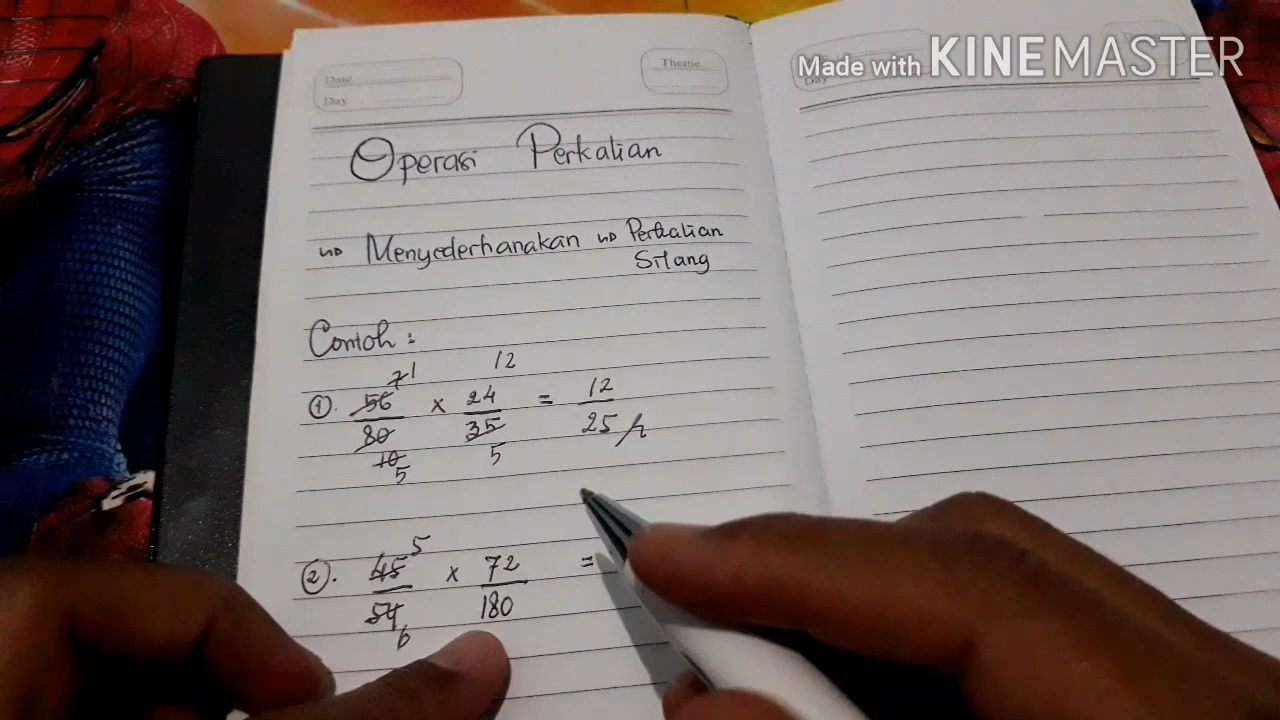 Made with KINEMASTER
Date
Day
Theme
Day
Operasi Perkalian
Menyederhanakan Perkalian
Silang
Contoh :
7 1 12
①. 56 x 24 = 12
80 35 25
10 5
5
5
②. 45 x 72 =
54 180
6